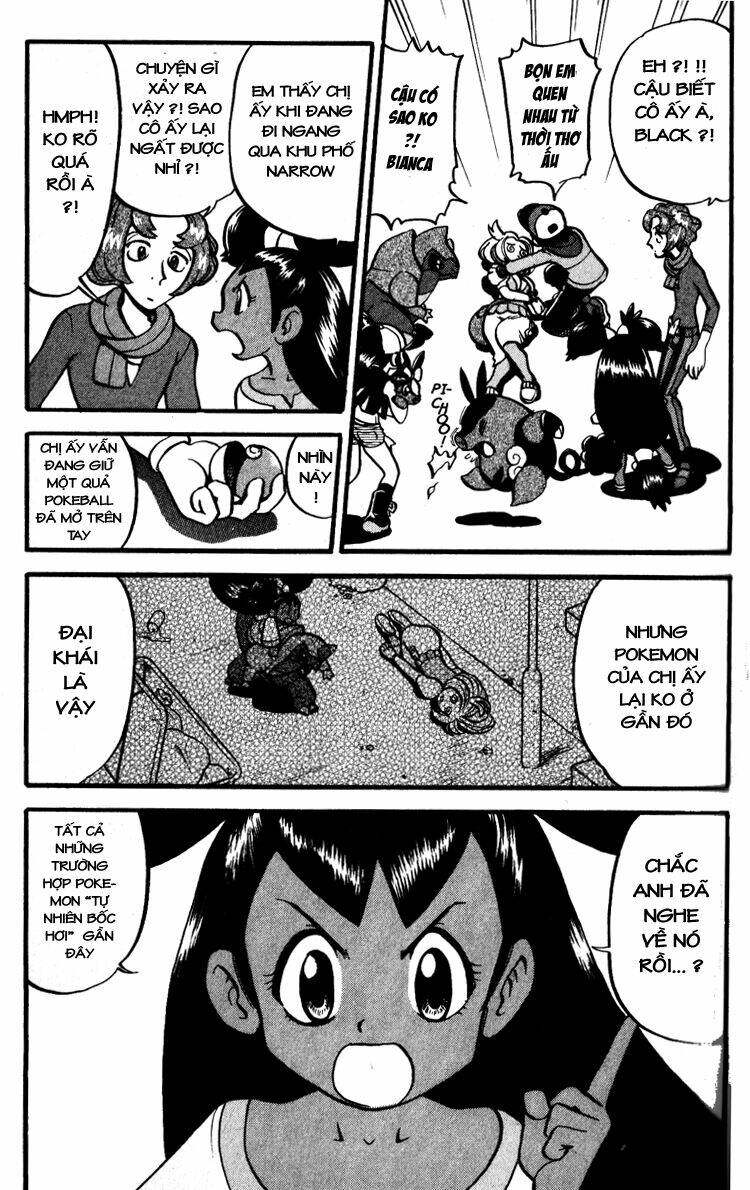 EH ?! !!
CẬU BIẾT
CÔ ẤY À,
BLACK ?!
BỌN EM
QUEN
NHAU TỪ
THỜI THƠ
ẤU
CẬU CÓ
SAO KO
?!
BIANCA
PI-
CHOO!
EM THẤY CHỊ
ẤY KHI ĐANG
ĐI NGANG
QUA KHU PHỐ
NARROW
CHUYỆN GÌ
XẢY RA
VẬY ?! SAO
CÔ ẤY LẠI
NGẤT ĐƯỢC
NHỈ ?!
HMPH!
KO RÕ
QUÁ
RỒI À
?!
NHÌN
NÀY
!
CHỊ ẤY VẪN
ĐANG GIỮ
MỘT QUẢ
POKEBALL
ĐÃ MỞ TRÊN
TAY
NHƯNG
POKEMON
CỦA CHỊ ẤY
LẠI KO Ở
GẦN ĐÓ
ĐẠI
KHÁI
LÀ
VẬY
CHẮC
ANH ĐÃ
NGHE
VỀ NÓ
RỒI... ?
TẤT CẢ
NHỮNG
TRƯỜNG
HỢP POKE-
MON "TỰ
NHIÊN BỐC
HƠI" GẦN
ĐÂY